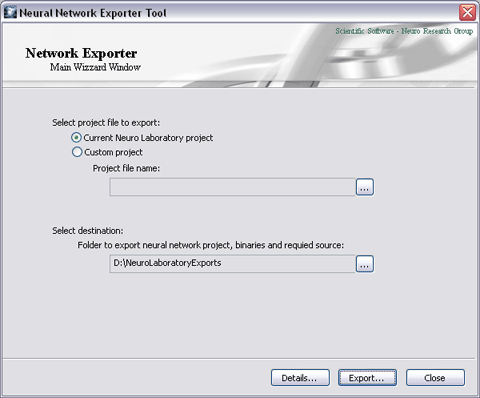 Neural Network Exporter Tool
Scientific Software - Neuro Research Group
Network Exporter
Main Wizzard Window
Select project file to export:
Current Neuro Laboratory project
Custom project
Project file name:
...
Select destination:
Folder to export neural network project, binaries and requied source:
D:\NeuroLaboratoryExports
...
Details... Export... Close